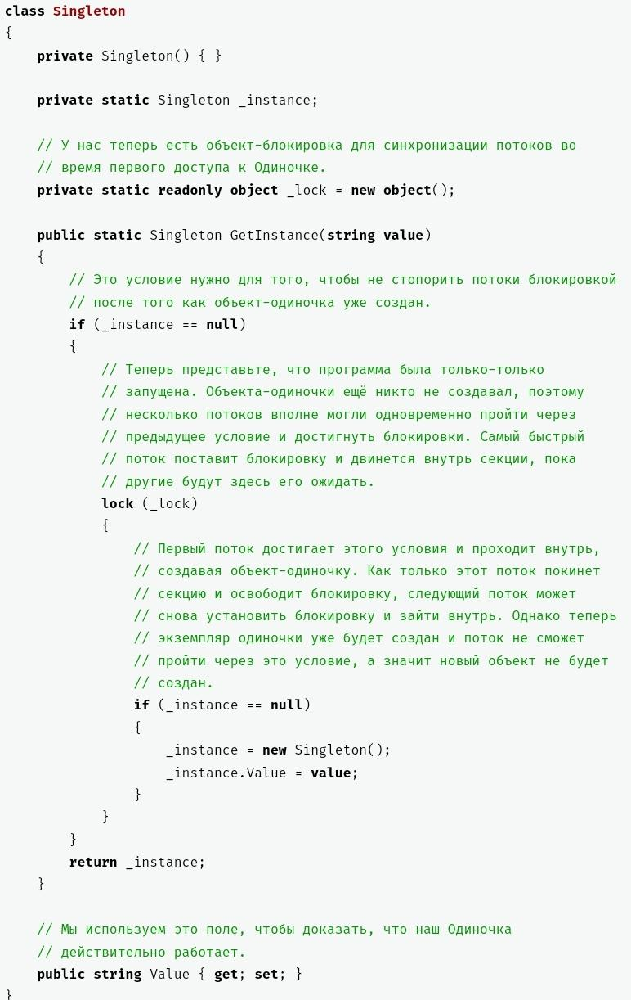 class Singleton
{
    private Singleton() { }

    private static Singleton _instance;

    // У нас теперь есть объект-блокировка для синхронизации потоков во
    // время первого доступа к Одиночке.
    private static readonly object _lock = new object();

    public static Singleton GetInstance(string value)
    {
        // Это условие нужно для того, чтобы не стопорить потоки блокировкой
        // после того как объект-одиночка уже создан.
        if (_instance == null)
        {
            // Теперь представьте, что программа была только-только
            // запущена. Объекта-одиночки ещё никто не создавал, поэтому
            // несколько потоков вполне могли одновременно пройти через
            // предыдущее условие и достигнуть блокировки. Самый быстрый
            // поток поставит блокировку и двинется внутрь секции, пока
            // другие будут здесь его ожидать.
            lock (_lock)
            {
                // Первый поток достигает этого условия и проходит внутрь,
                // создавая объект-одиночку. Как только этот поток покинет
                // секцию и освободит блокировку, следующий поток может
                // снова установить блокировку и зайти внутрь. Однако теперь
                // экземпляр одиночки уже будет создан и поток не сможет
                // пройти через это условие, а значит новый объект не будет
                // создан.
                if (_instance == null)
                {
                    _instance = new Singleton();
                    _instance.Value = value;
                }
            }
        }
        return _instance;
    }

    // Мы используем это поле, чтобы доказать, что наш Одиночка
    // действительно работает.
    public string Value { get; set; }
}